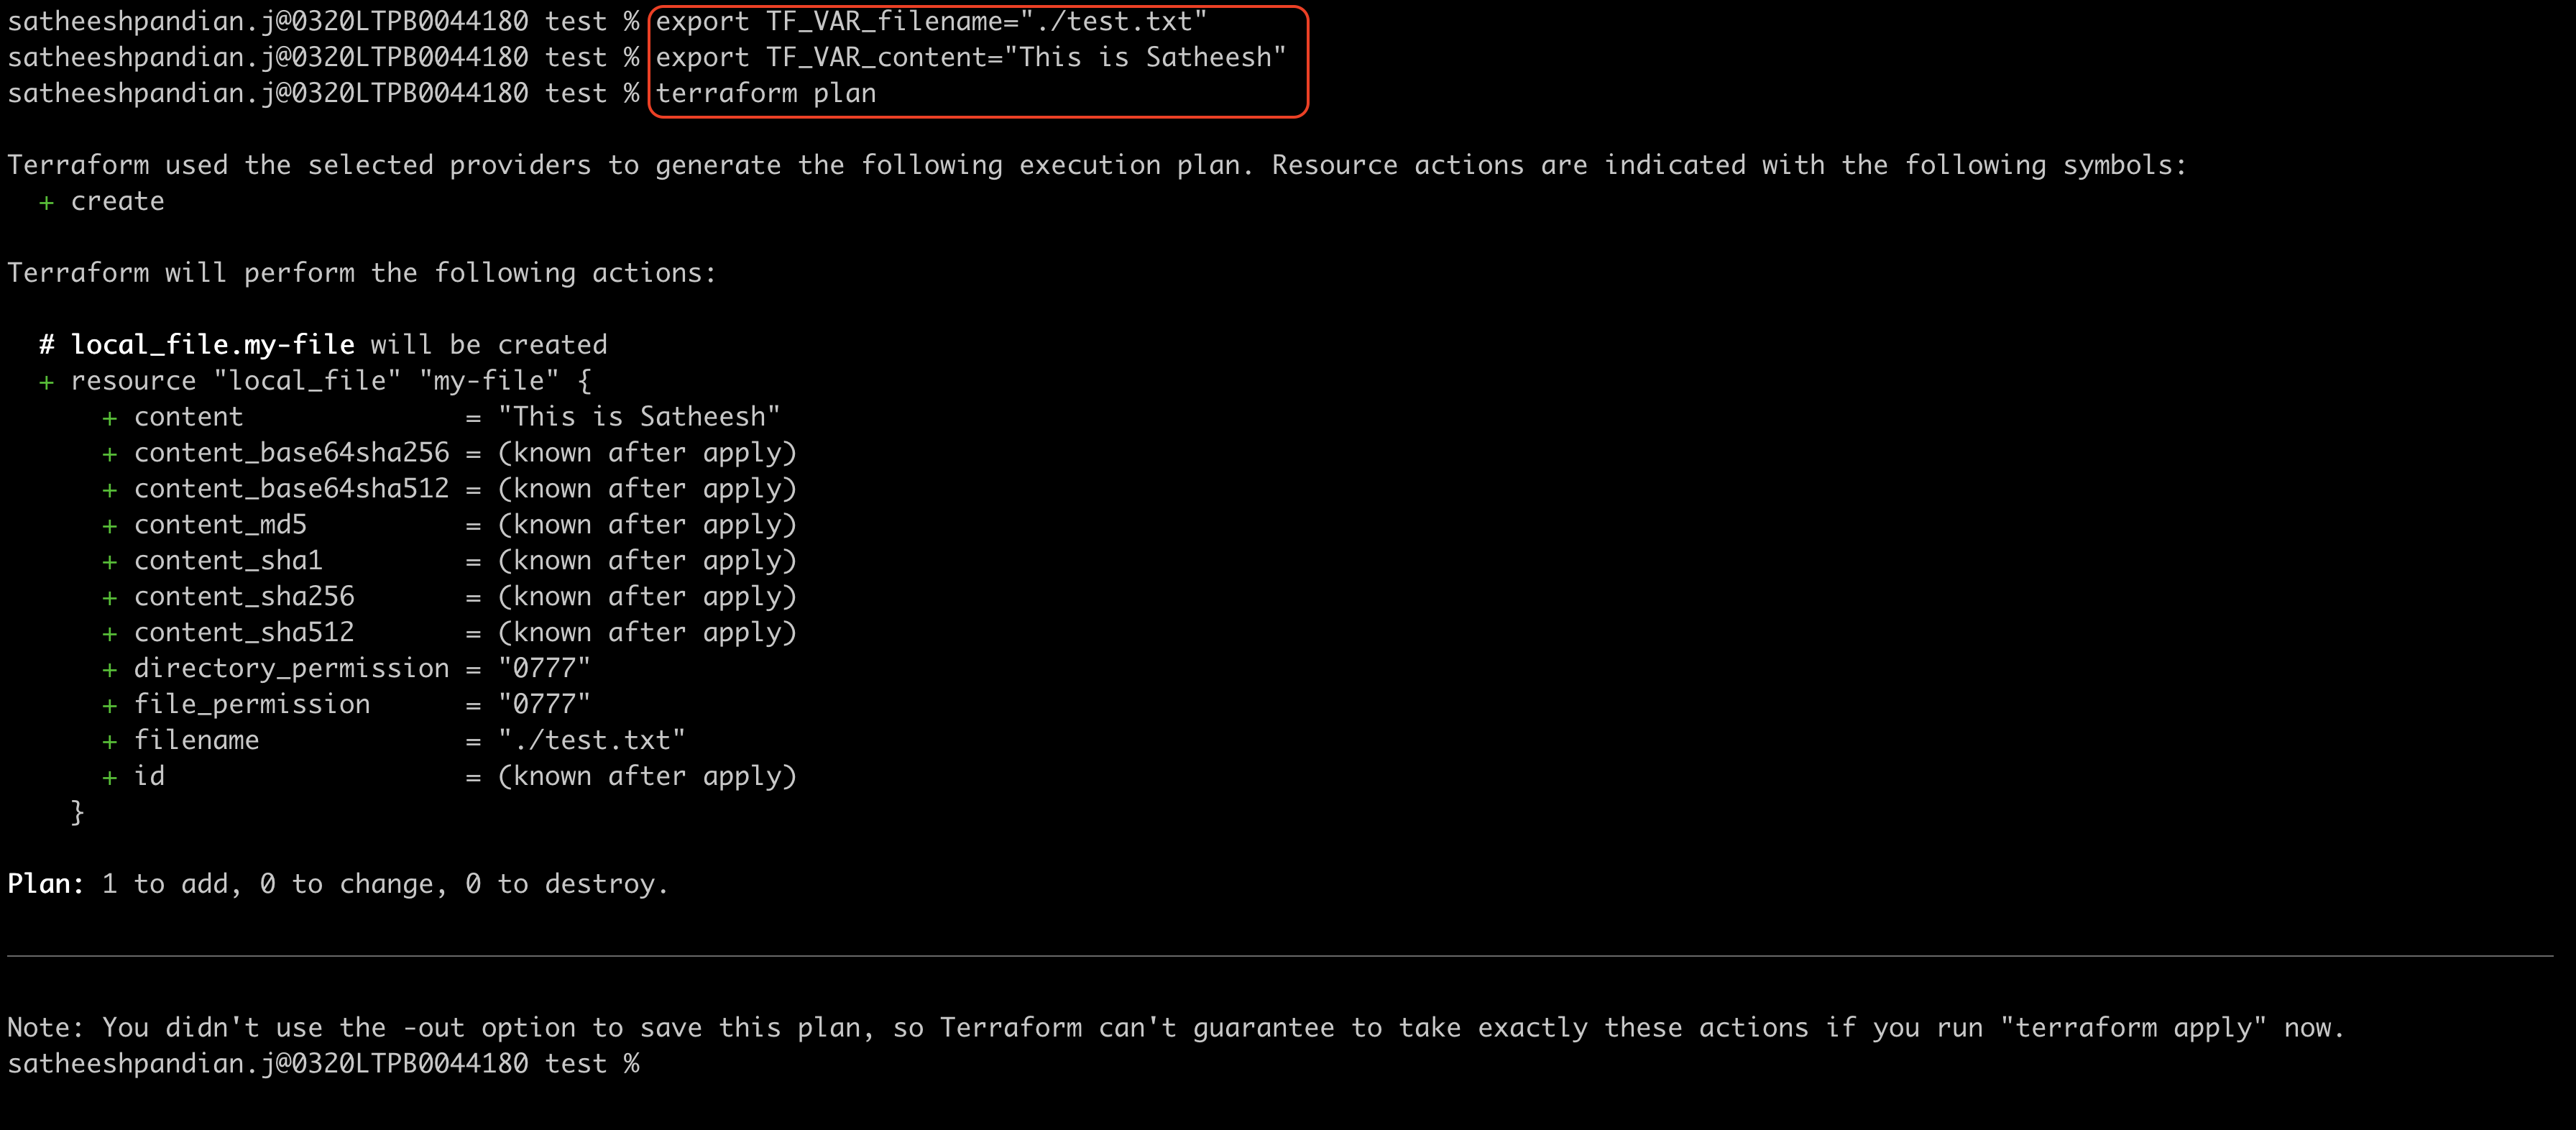 satheeshpandian.j@0320LTPB0044180 test % export TF_VAR_filename="./test.txt"
satheeshpandian.j@0320LTPB0044180 test % export TF_VAR_content="This is Satheesh"
satheeshpandian.j@0320LTPB0044180 test % terraform plan
Terraform used the selected providers to generate the following execution plan. Resource actions are indicated with the following symbols:
  + create
Terraform will perform the following actions:
  # local_file.my-file will be created
  + resource "local_file" "my-file" {
      + content              = "This is Satheesh"
      + content_base64sha256 = (known after apply)
      + content_base64sha512 = (known after apply)
      + content_md5          = (known after apply)
      + content_sha1         = (known after apply)
      + content_sha256       = (known after apply)
      + content_sha512       = (known after apply)
      + directory_permission = "0777"
      + file_permission      = "0777"
      + filename             = "./test.txt"
      + id                   = (known after apply)
    }
Plan: 1 to add, 0 to change, 0 to destroy.
Note: You didn't use the -out option to save this plan, so Terraform can't guarantee to take exactly these actions if you run "terraform apply" now.
satheeshpandian.j@0320LTPB0044180 test %